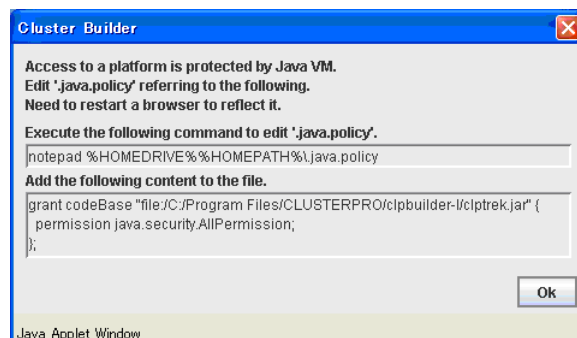 Cluster Builder
Access to a platform is protected by Java VM.
Edit '.java.policy' referring to the following.
Need to restart a browser to reflect it.
Execute the following command to edit '.java.policy'.
notepad %HOMEDRIVE%%HOMEPATH%\.java.policy
Add the following content to the file.
grant codeBase "file:/C:/Program Files/CLUSTERPRO/clpbuilder-l/clptrek.jar" {
permission java.security.AllPermission;
};
Ok
Java Applet Window